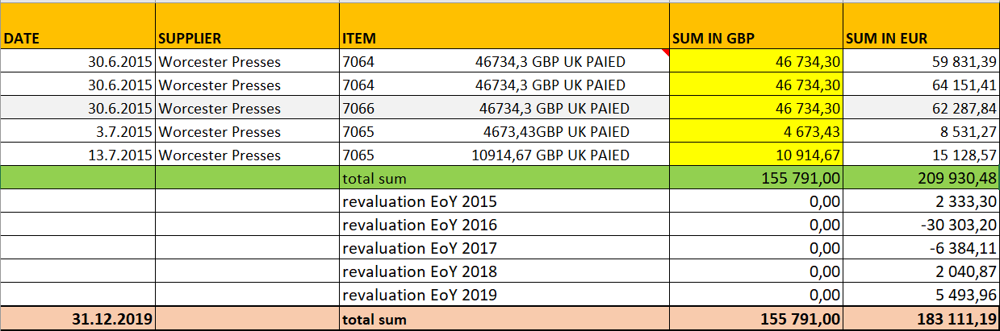 DATE SUPPLIER ITEM SUM IN GBP SUM IN EUR
30.6.2015 Worcester Presses 7064 46734,3 GBP UK PAIED 46 734,30 59 831,39
30.6.2015 Worcester Presses 7064 46734,3 GBP UK PAIED 46 734,30 64 151,41
30.6.2015 Worcester Presses 7066 46734,3 GBP UK PAIED 46 734,30 62 287,84
3.7.2015 Worcester Presses 7065 4673,43GBP UK PAIED 4 673,43 8 531,27
13.7.2015 Worcester Presses 7065 10914,67 GBP UK PAIED 10 914,67 15 128,57
total sum 155 791,00 209 930,48
revaluation EoY 2015 0,00 2 333,30
revaluation EoY 2016 0,00 -30 303,20
revaluation EoY 2017 0,00 -6 384,11
revaluation EoY 2018 0,00 2 040,87
revaluation EoY 2019 0,00 5 493,96
31.12.2019 total sum 155 791,00 183 111,19